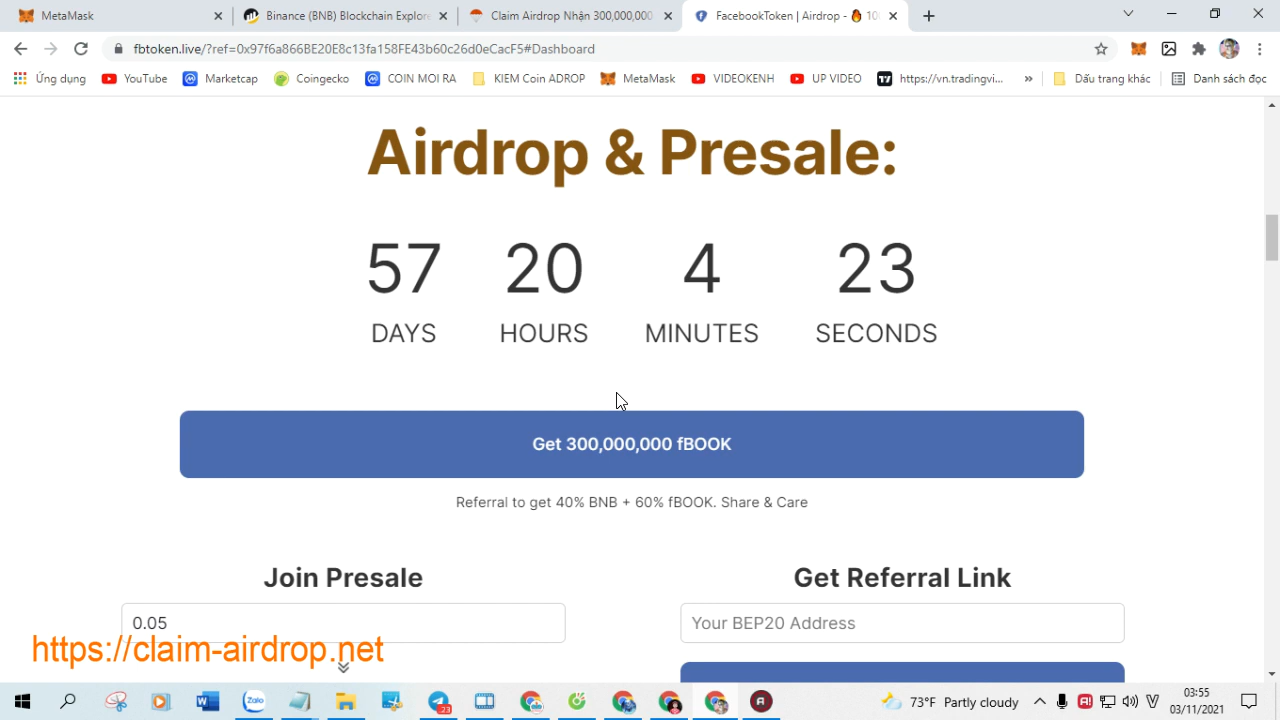 MetaMask
Binance (BNB) Blockchain Explore
Claim Airdrop Nhận 300,000,000
FacebookToken | Airdrop - 🔥 10
fbtoken.live/?ref=0x97f6a866BE20E8c13fa158FE43b60c26d0eCacF5#Dashboard
Ứng dụng YouTube Marketcap Coingecko COIN MOI RA KIEM Coin ADROP MetaMask VIDEOKENH UP VIDEO https://vn.tradingvi... » Dấu trang khác Danh sách đọc
Airdrop & Presale:
57 20 4 23
DAYS HOURS MINUTES SECONDS
Get 300,000,000 fBOOK
Referral to get 40% BNB + 60% fBOOK. Share & Care
Join Presale
Get Referral Link
0.05
Your BEP20 Address
https://claim-airdrop.net
Zalo
23
73°F Partly cloudy
03:55
03/11/2021